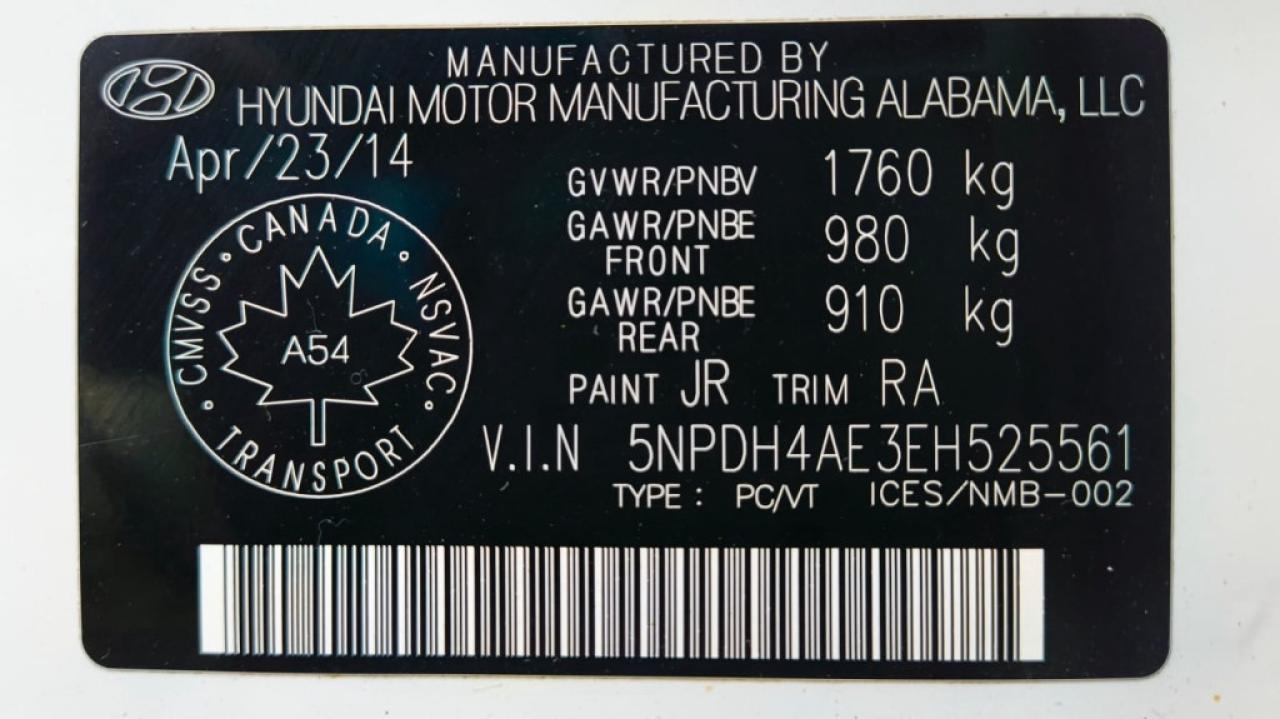 MANUFACTURED BY
HYUNDAI MOTOR MANUFACTURING ALABAMA, LLC
Apr/23/14
CANADA
CMVSS
NSVAC
TRANSPORT
A54
GVWR/PNBV 1760 kg
GAWR/PNBE FRONT 980 kg
GAWR/PNBE REAR 910 kg
PAINT JR TRIM RA
V.I.N 5NPDH4AE3EH525561
TYPE : PC/VT ICES/NMB-002